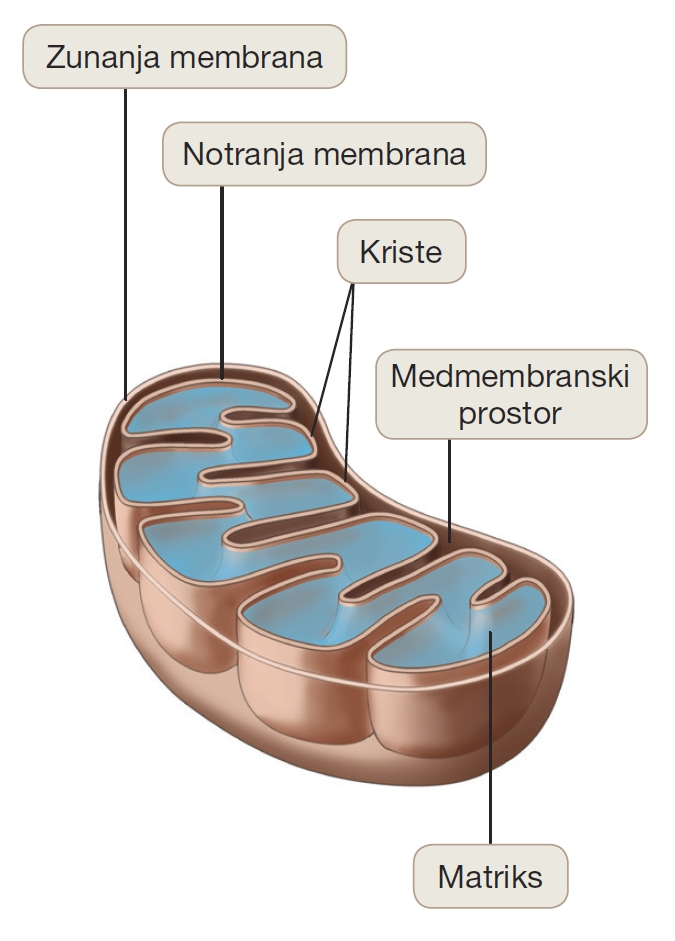 Zunanja membrana
Notranja membrana
Kriste
Medmembranski
prostor
Matriks